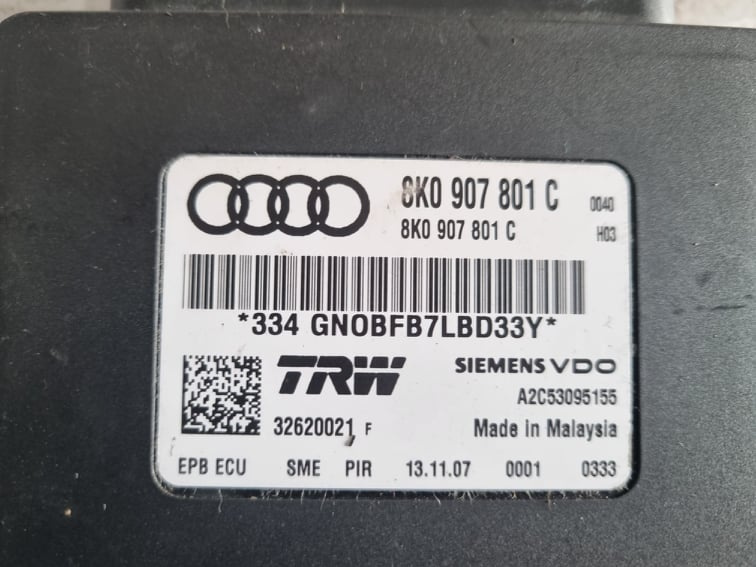 8K0 907 801 C 0040
8K0 907 801 C H03
*334 GN0BFB7LBD33Y*
TRW SIEMENS VDO
A2C53095155
32620021 F Made in Malaysia
EPB ECU SME PIR 13.11.07 0001 0333